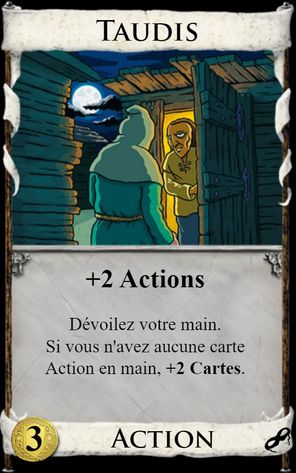 TAUDIS
+2 Actions
Dévoilez votre main.
Si vous n'avez aucune carte
Action en main, +2 Cartes.
3
ACTION